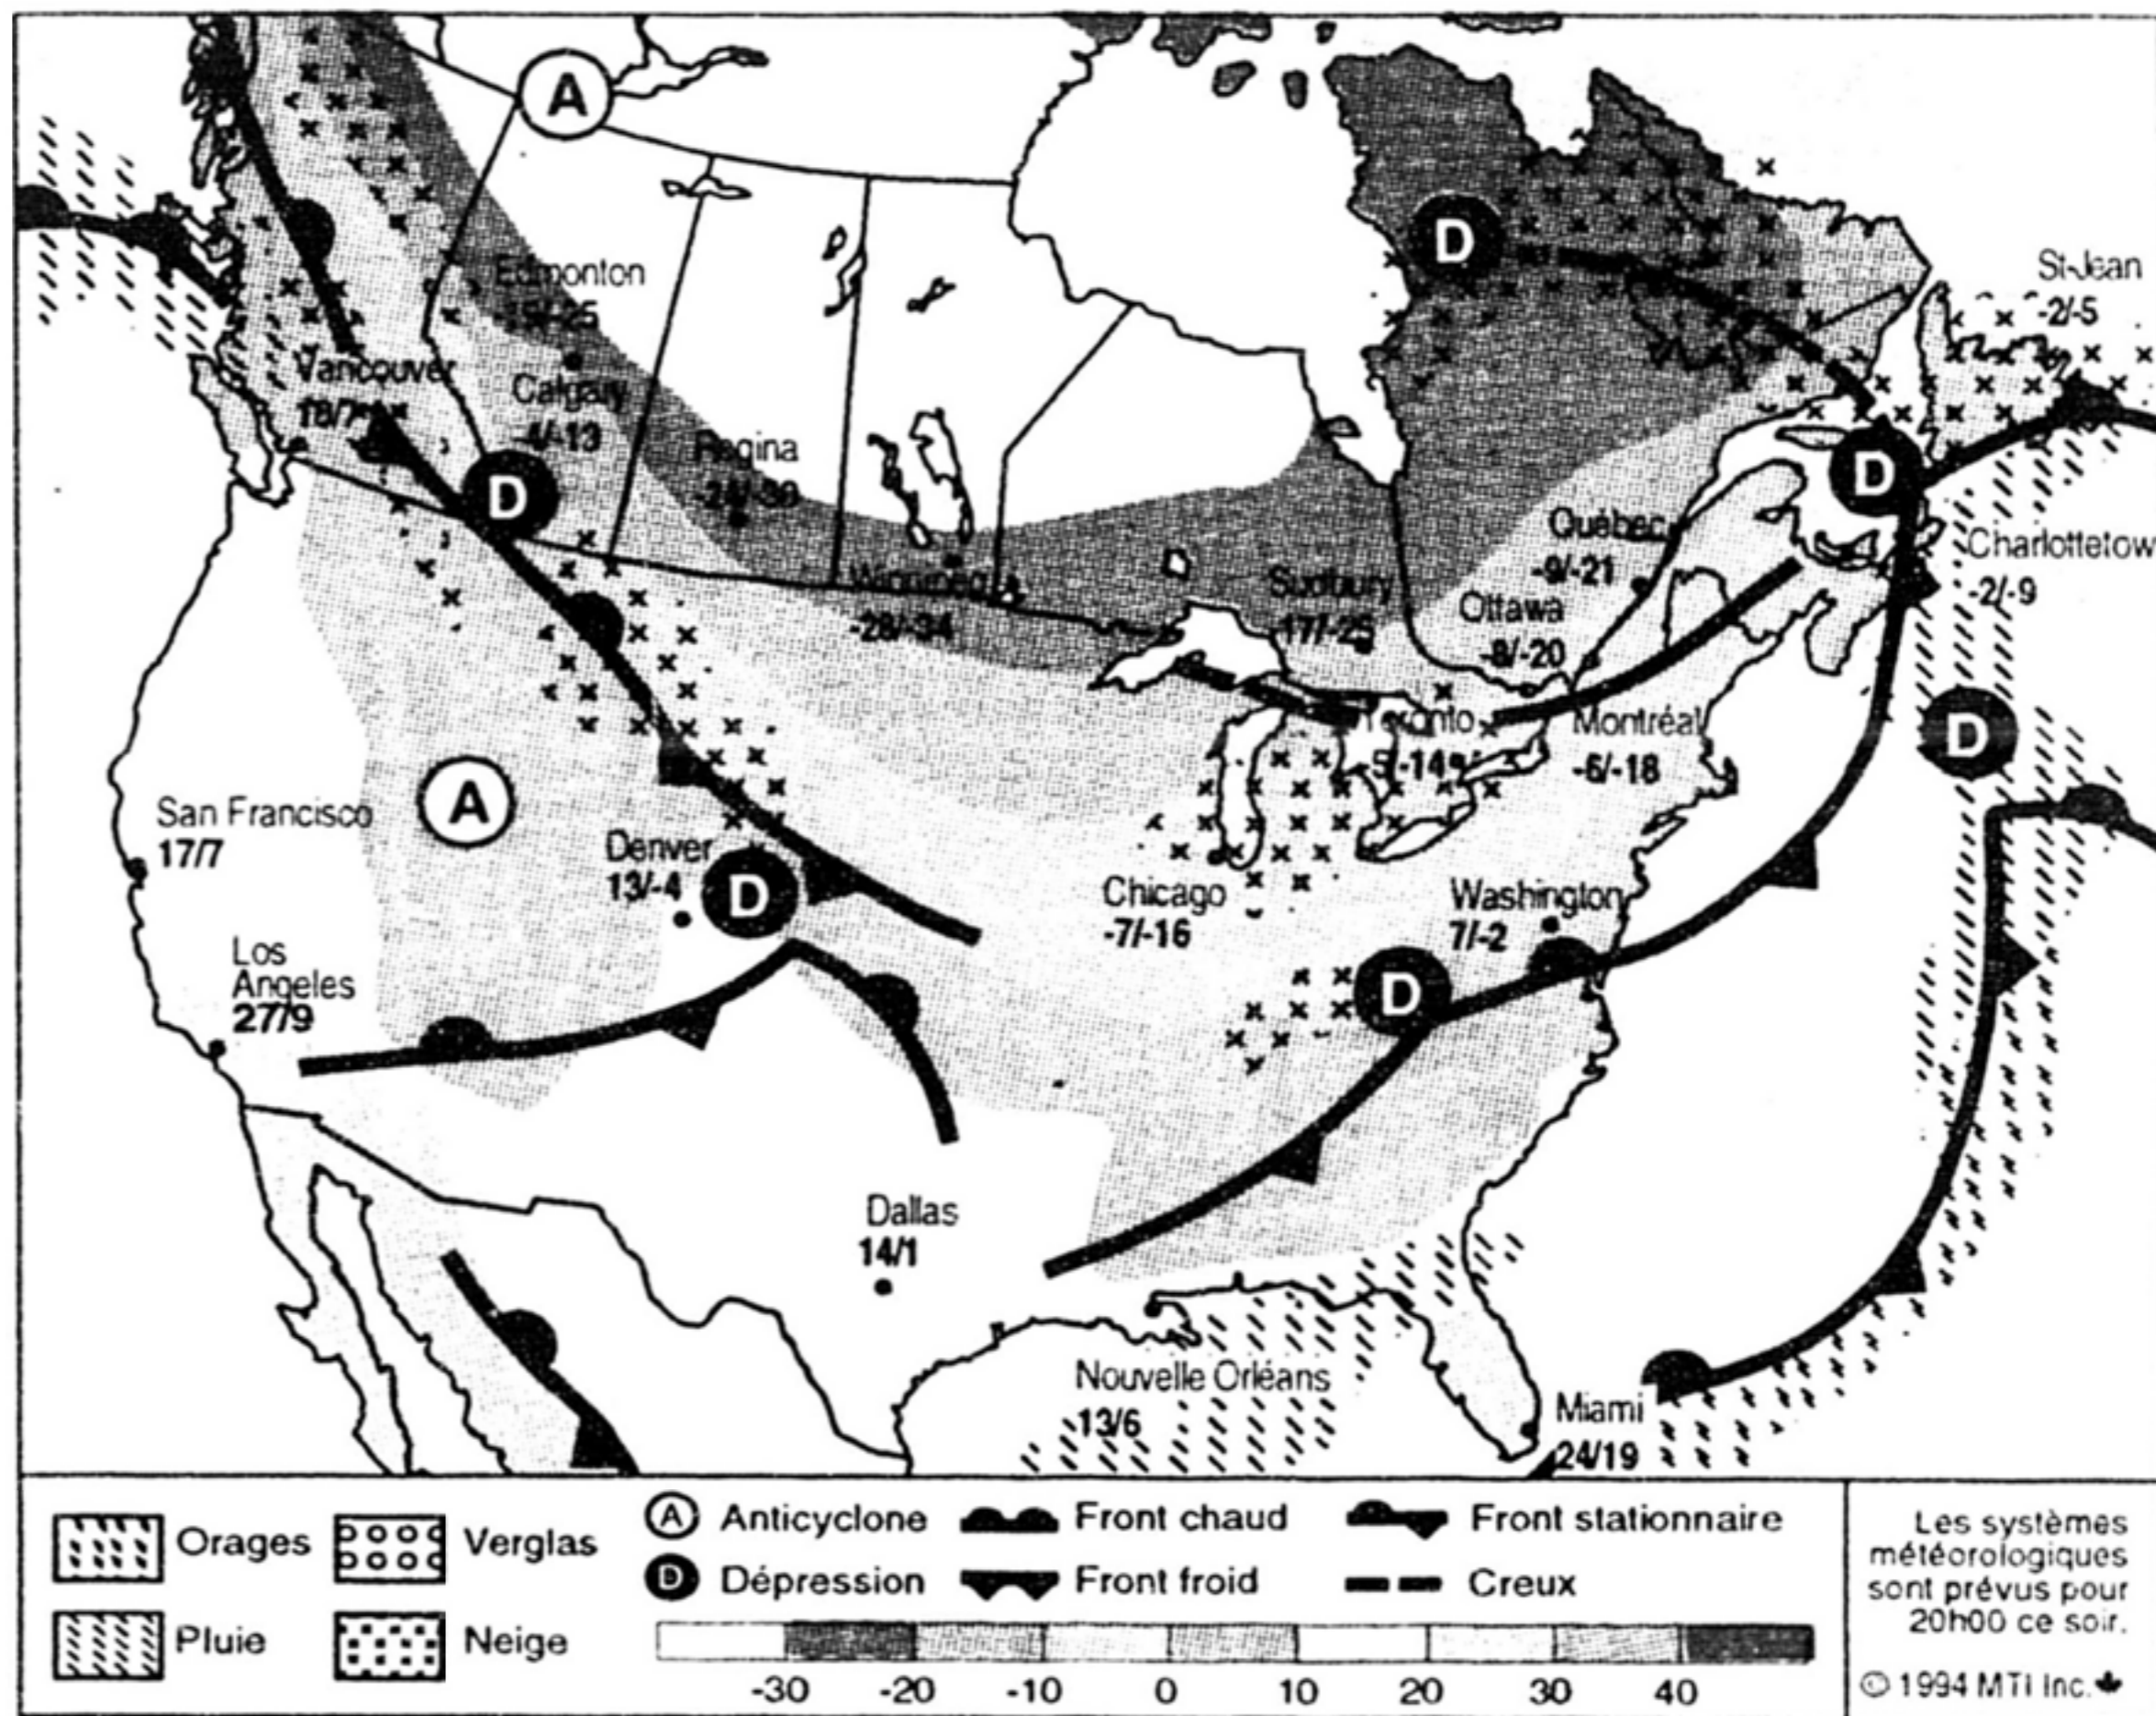 A
D
Edmonton
St-Jean
-2/-5
Vancouver
Calgary
-4/-13
Regina
D
D
Québec
-9/-21
Charlottetow
-2/-9
Winnipeg
-28/-34
Sudbury
Ottawa
-8/-20
D
Toronto
Montréal
-6/-18
A
San Francisco
17/7
Denver
13/-4
D
Chicago
-7/-16
Washington
7/-2
Los
Angeles
27/9
D
Dallas
14/1
Nouvelle Orléans
13/6
Miami
24/19
Orages
Verglas
Pluie
Neige
A Anticyclone
Front chaud
Front stationnaire
D Dépression
Front froid
Creux
-30 -20 -10 0 10 20 30 40
Les systèmes
météorologiques
sont prévus pour
20h00 ce soir.
© 1994 MTI Inc.